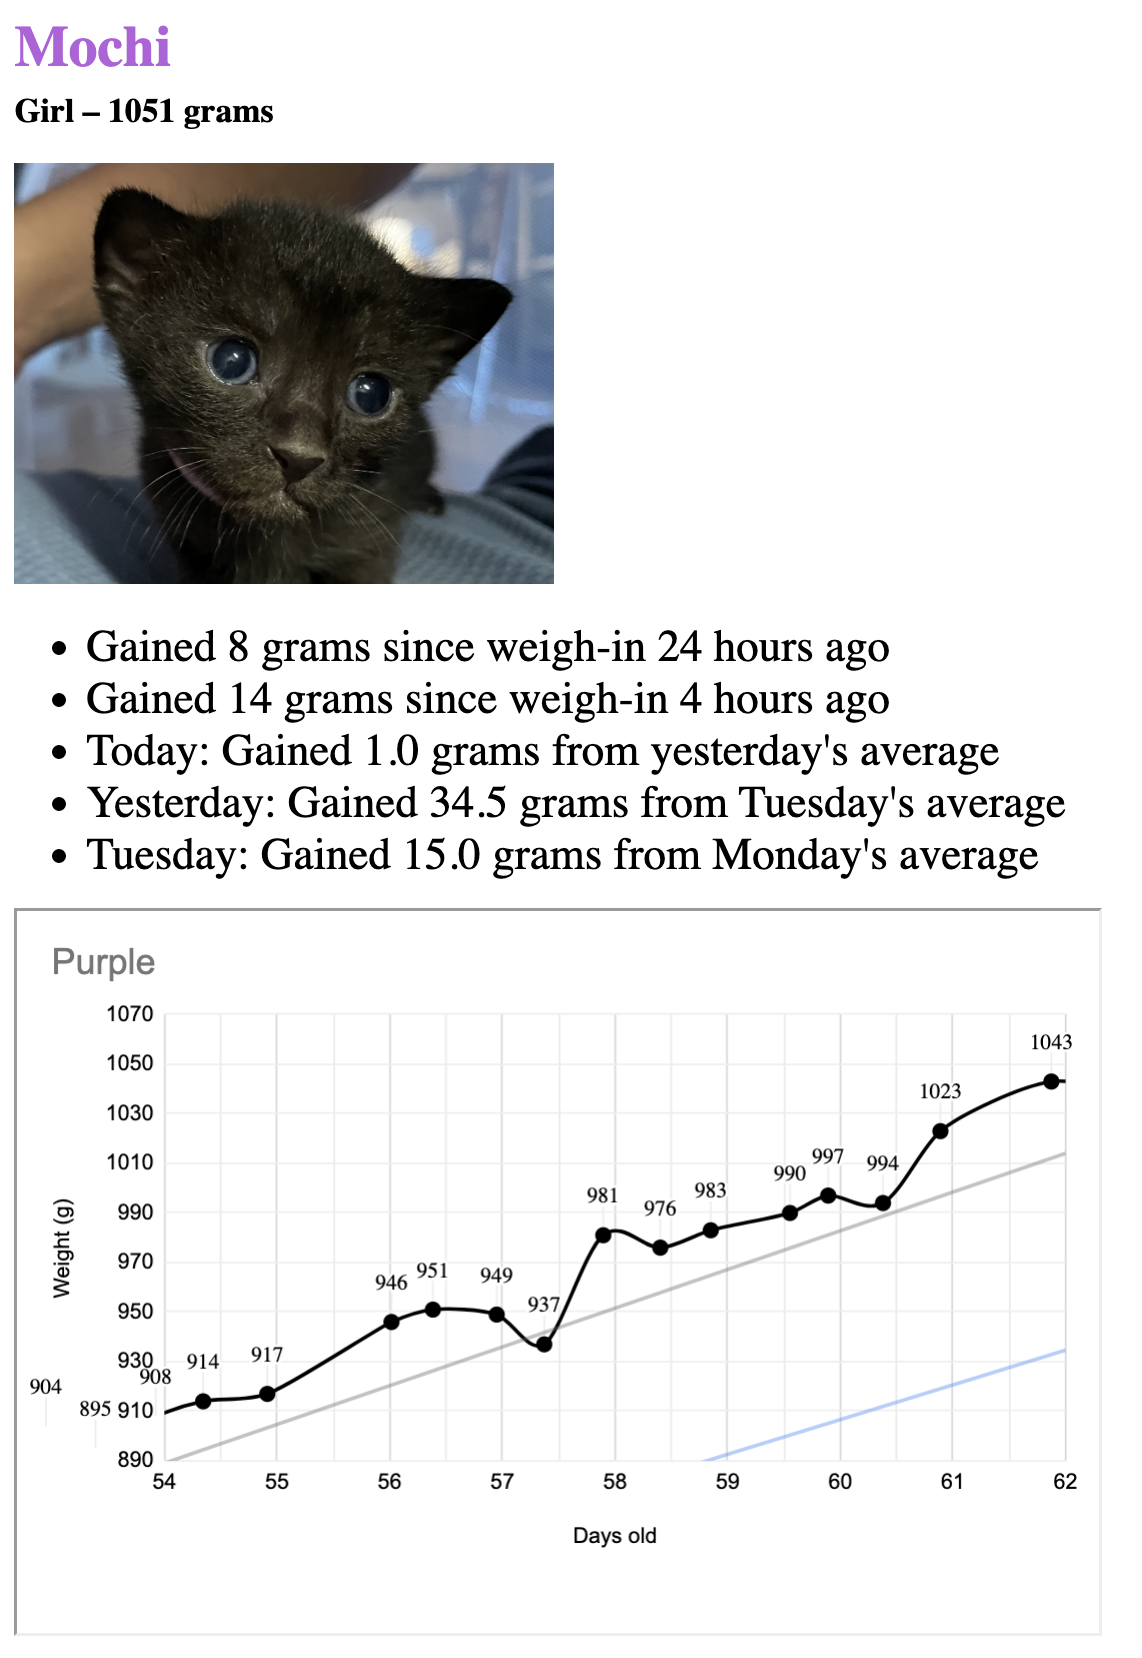 Mochi
Girl – 1051 grams
• Gained 8 grams since weigh-in 24 hours ago
• Gained 14 grams since weigh-in 4 hours ago
• Today: Gained 1.0 grams from yesterday's average
• Yesterday: Gained 34.5 grams from Tuesday's average
• Tuesday: Gained 15.0 grams from Monday's average
Purple
Weight (g)
1070
1050
1030
1010
990
970
950
930
910
890
904
895
908
914
917
946
951
949
937
981
976
983
990
997
994
1023
1043
54 55 56 57 58 59 60 61 62
Days old